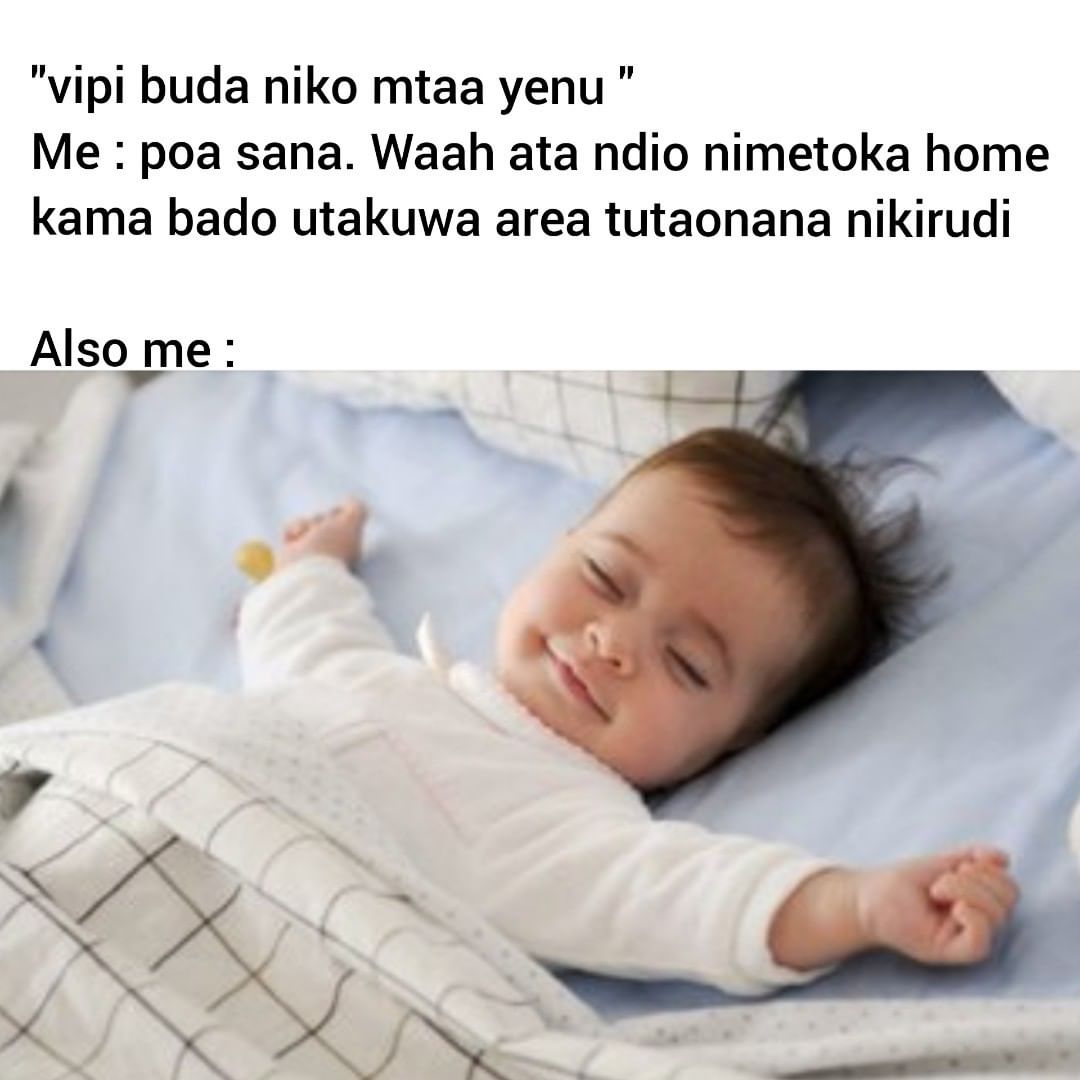 "vipi buda niko mtaa yenu "
Me : poa sana. Waah ata ndio nimetoka home
kama bado utakuwa area tutaonana nikirudi
Also me :